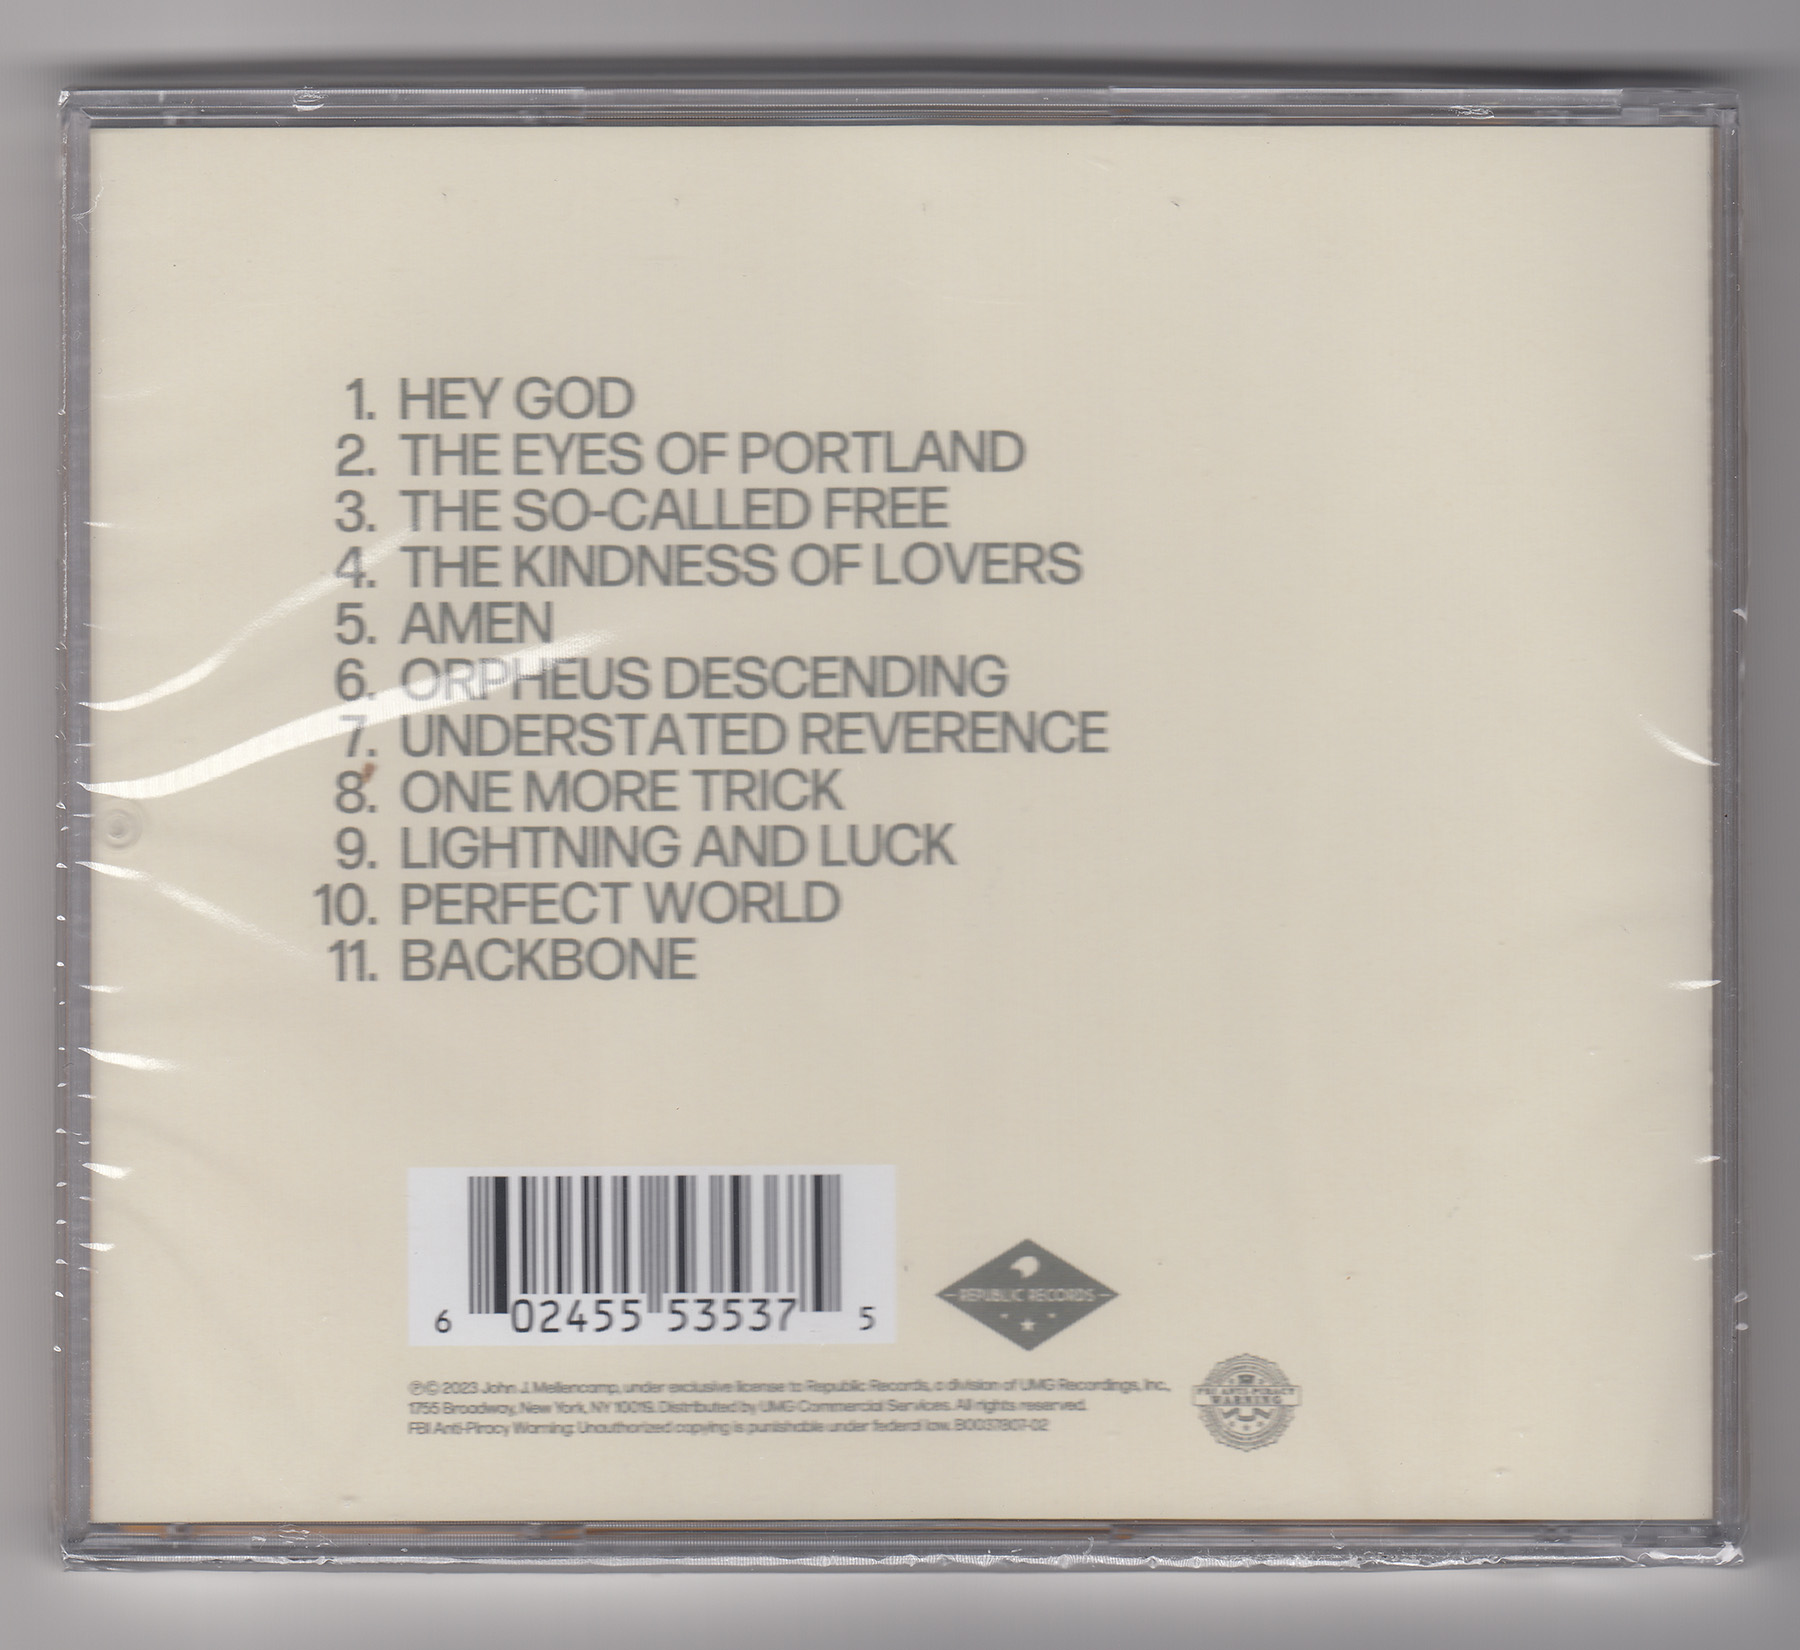 1. HEY GOD
2. THE EYES OF PORTLAND
3. THE SO-CALLED FREE
4. THE KINDNESS OF LOVERS
5. AMEN
6. ORPHEUS DESCENDING
7. UNDERSTATED REVERENCE
8. ONE MORE TRICK
9. LIGHTNING AND LUCK
10. PERFECT WORLD
11. BACKBONE
6 02455 53537 5
REPUBLIC RECORDS
℗© 2023 John J. Mellencamp, under exclusive license to Republic Records, a division of UMG Recordings, Inc.,
1755 Broadway, New York, NY 10019. Distributed by UMG Commercial Services. All rights reserved.
FBI Anti-Piracy Warning: Unauthorized copying is punishable under federal law. B0037807-02
FBI ANTI-PIRACY
WARNING